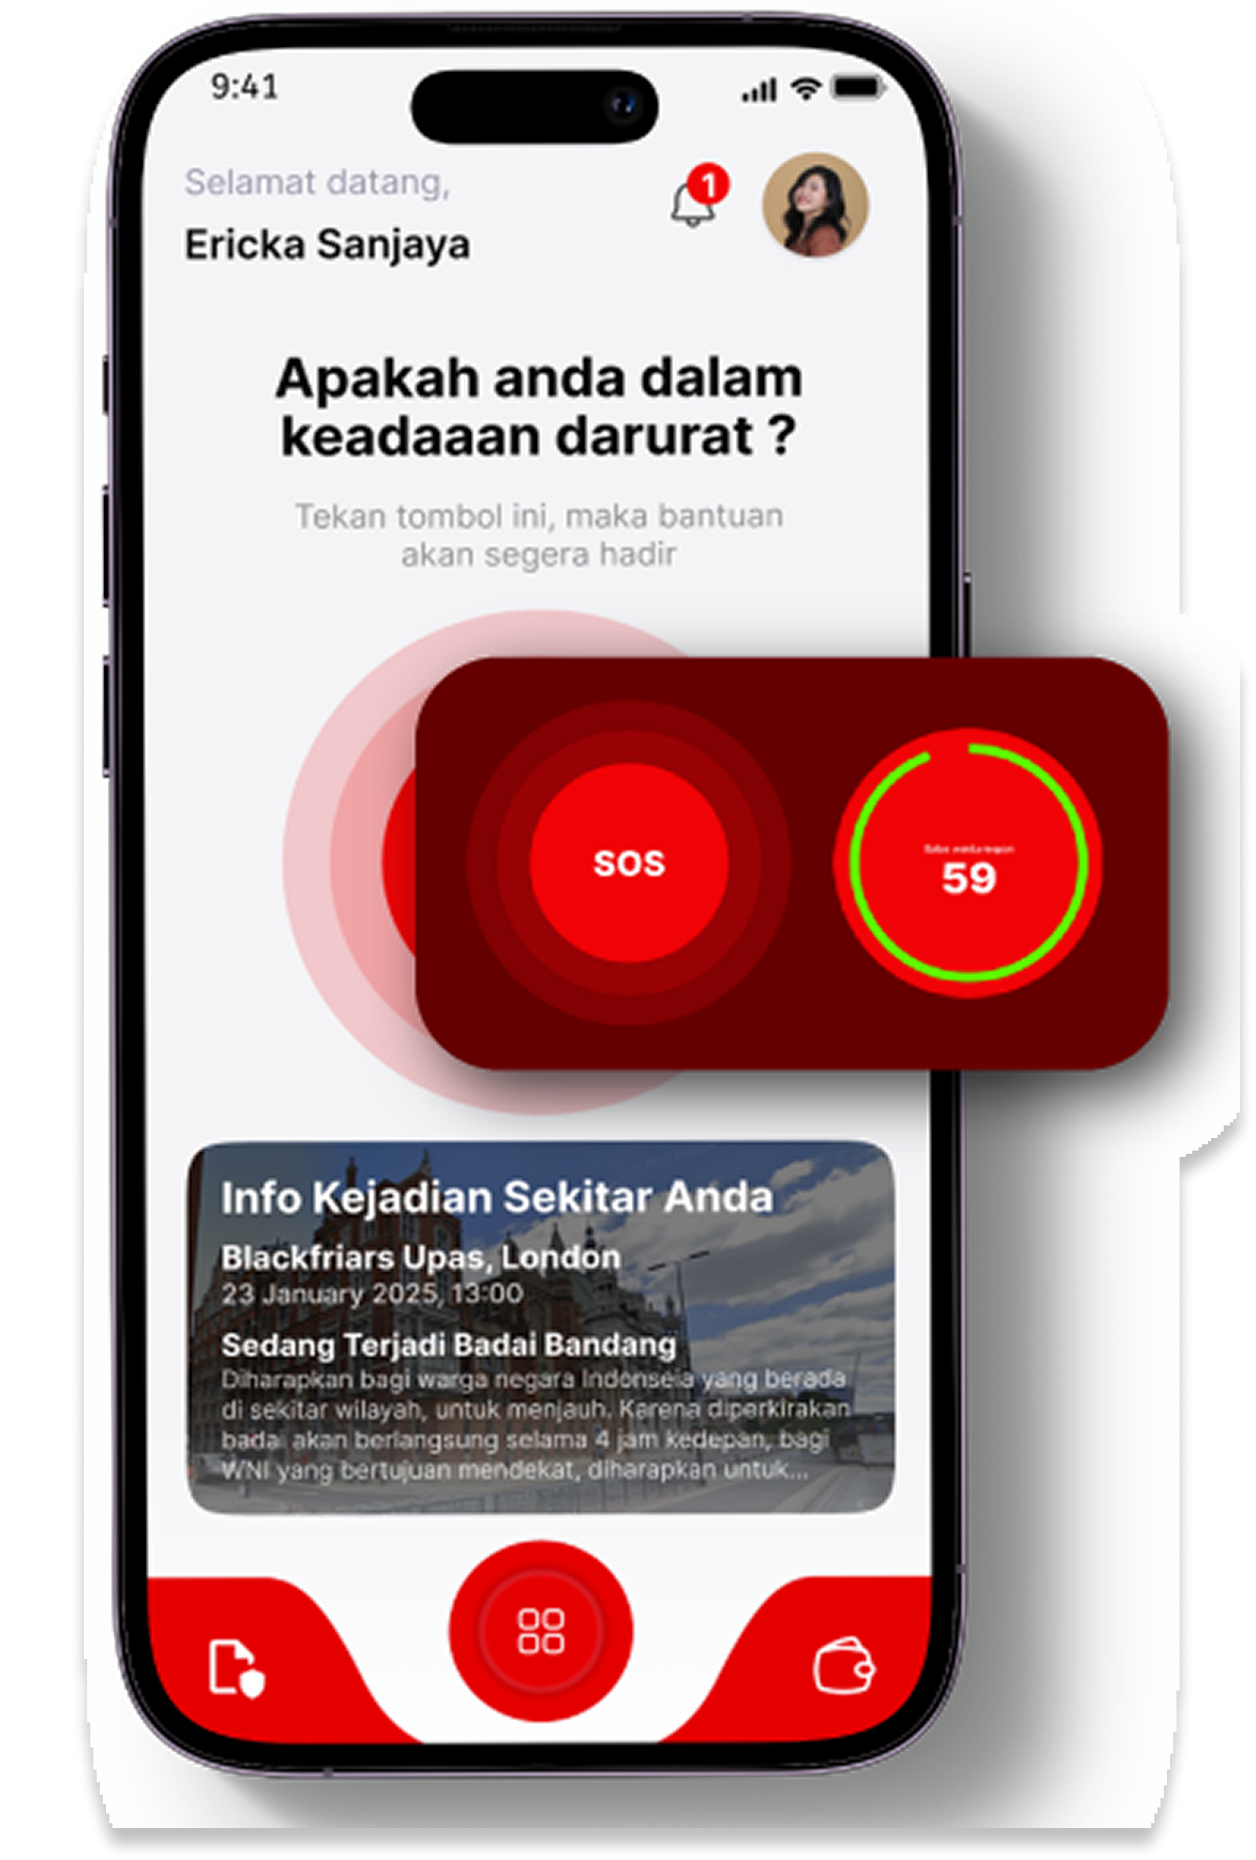 9:41
Selamat datang,
1
Ericka Sanjaya
Apakah anda dalam
keadaaan darurat ?
Tekan tombol ini, maka bantuan
akan segera hadir
SOS
59
Info Kejadian Sekitar Anda
Blackfriars Upas, London
23 January 2025, 13:00
Sedang Terjadi Badai Bandang
Diharapkan bagi warga negara Indonseia yang berada
di sekitar wilayah, untuk menjauh. Karena diperkirakan
badai akan berlangsung selama 4 jam kedepan, bagi
WNI yang bertujuan mendekat, diharapkan untuk...